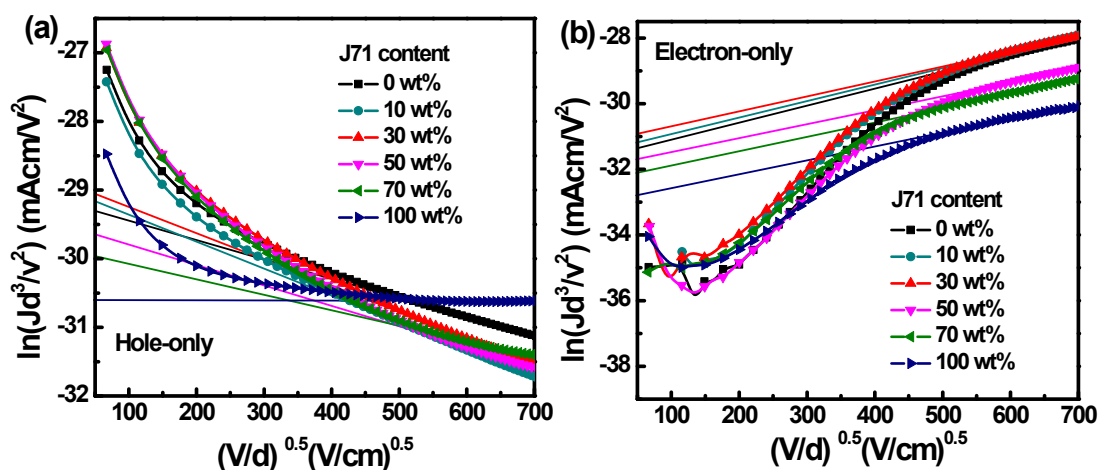 (a)
J71 content
0 wt%
10 wt%
30 wt%
50 wt%
70 wt%
100 wt%
Hole-only
ln(Jd³/v²) (mAcm/V²)
-27
-28
-29
-30
-31
-32
100 200 300 400 500 600 700
(V/d) ⁰·⁵(V/cm)⁰·⁵
(b)
Electron-only
J71 content
0 wt%
10 wt%
30 wt%
50 wt%
70 wt%
100 wt%
ln(Jd³/v²) (mAcm/V²)
-28
-30
-32
-34
-36
-38
100 200 300 400 500 600 700
(V/d) ⁰·⁵(V/cm)⁰·⁵